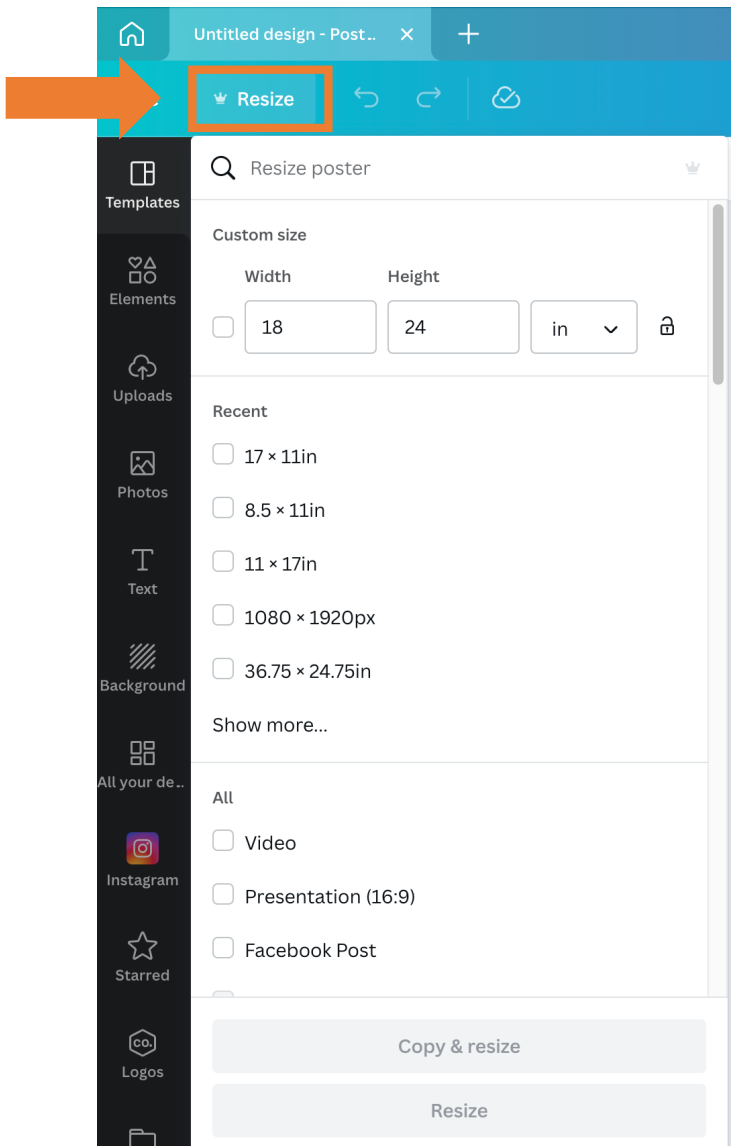 Untitled design - Post..
Resize
Templates
Elements
Uploads
Photos
Text
Background
All your de..
Instagram
Starred
CO.
Logos
Resize poster
Custom size
Width Height
18 24 in
Recent
17 × 11in
8.5 × 11in
11 × 17in
1080 × 1920px
36.75 × 24.75in
Show more...
All
Video
Presentation (16:9)
Facebook Post
Copy & resize
Resize